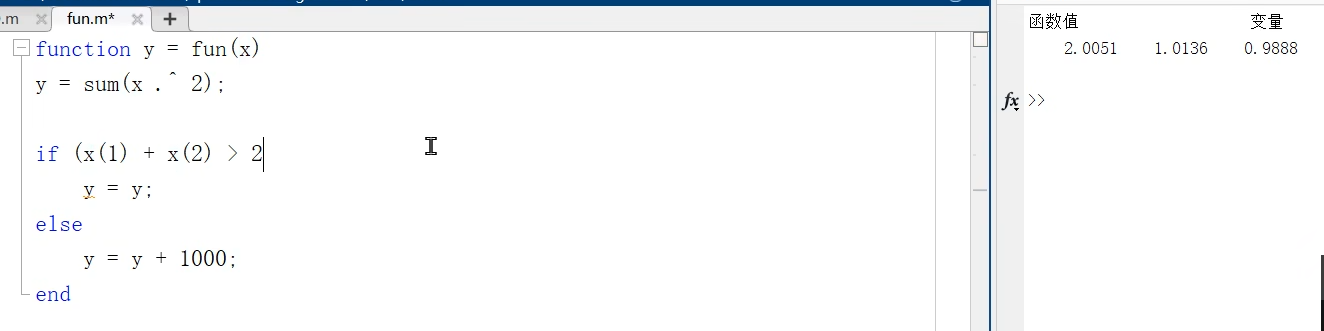 .m fun.m* +
function y = fun(x)
y = sum(x .^ 2);
if (x(1) + x(2) > 2
y = y;
else
y = y + 1000;
end
函数值 变量
2.0051 1.0136 0.9888
fx >>